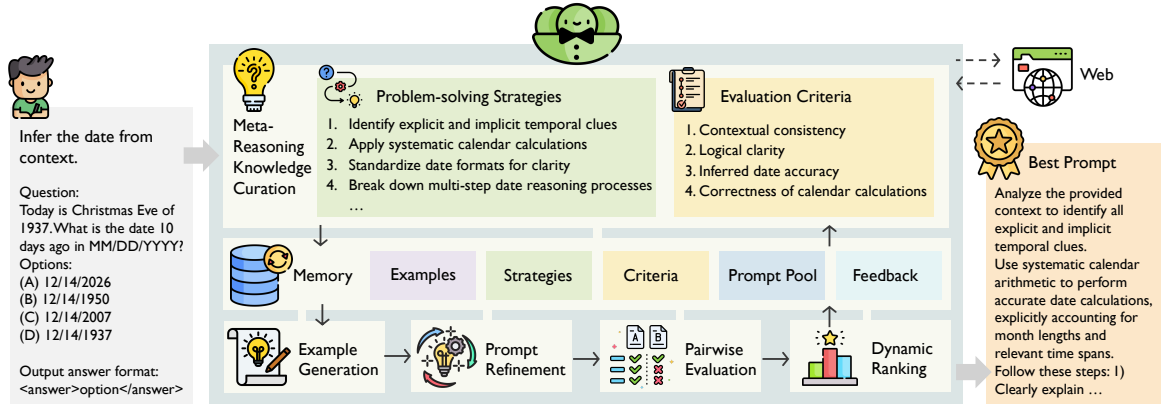 Infer the date from
context.
Question:
Today is Christmas Eve of
1937.What is the date 10
days ago in MM/DD/YYYY?
Options:
(A) 12/14/2026
(B) 12/14/1950
(C) 12/14/2007
(D) 12/14/1937
Output answer format:
<answer>option</answer>
Meta-
Reasoning
Knowledge
Curation
Problem-solving Strategies
1. Identify explicit and implicit temporal clues
2. Apply systematic calendar calculations
3. Standardize date formats for clarity
4. Break down multi-step date reasoning processes
…
Evaluation Criteria
1. Contextual consistency
2. Logical clarity
3. Inferred date accuracy
4. Correctness of calendar calculations
Web
Memory
Examples
Strategies
Criteria
Prompt Pool
Feedback
Example
Generation
Prompt
Refinement
A
B
Pairwise
Evaluation
Dynamic
Ranking
Best Prompt
Analyze the provided
context to identify all
explicit and implicit
temporal clues.
Use systematic calendar
arithmetic to perform
accurate date calculations,
explicitly accounting for
month lengths and
relevant time spans.
Follow these steps: 1)
Clearly explain …